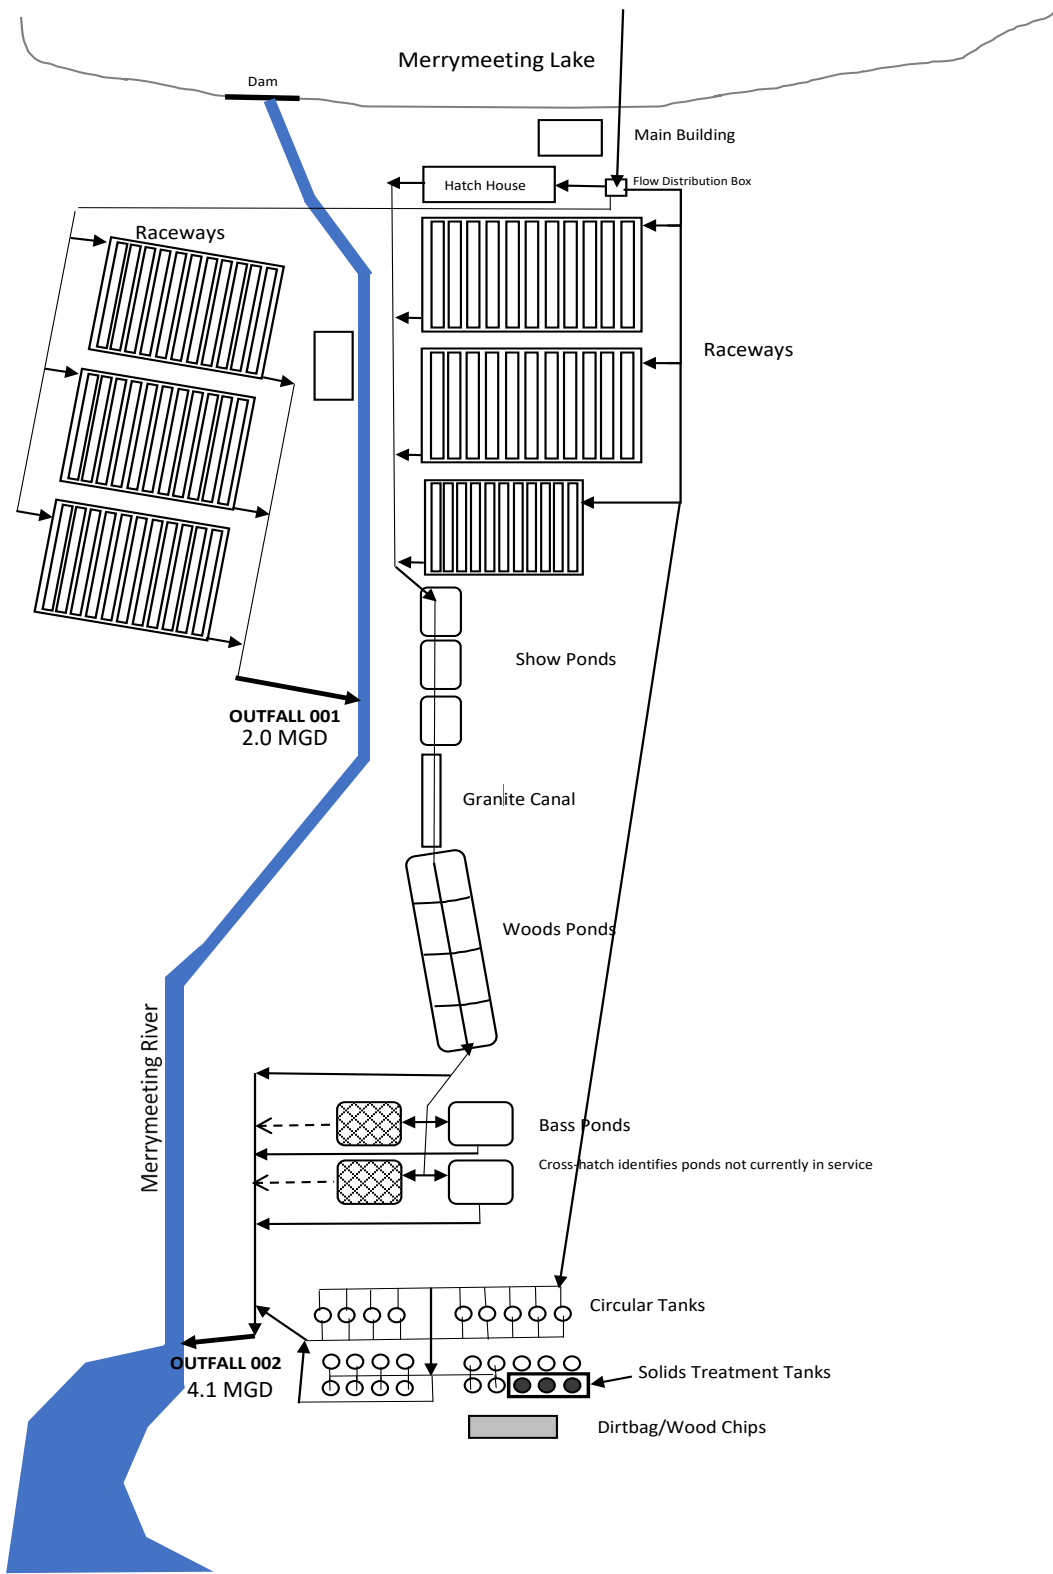 Merrymeeting Lake
Dam
Main Building
Hatch House
Flow Distribution Box
Raceways
Raceways
Show Ponds
OUTFALL 001
2.0 MGD
Granite Canal
Woods Ponds
Merrymeeting River
Bass Ponds
Cross-hatch identifies ponds not currently in service
Circular Tanks
OUTFALL 002
4.1 MGD
Solids Treatment Tanks
Dirtbag/Wood Chips